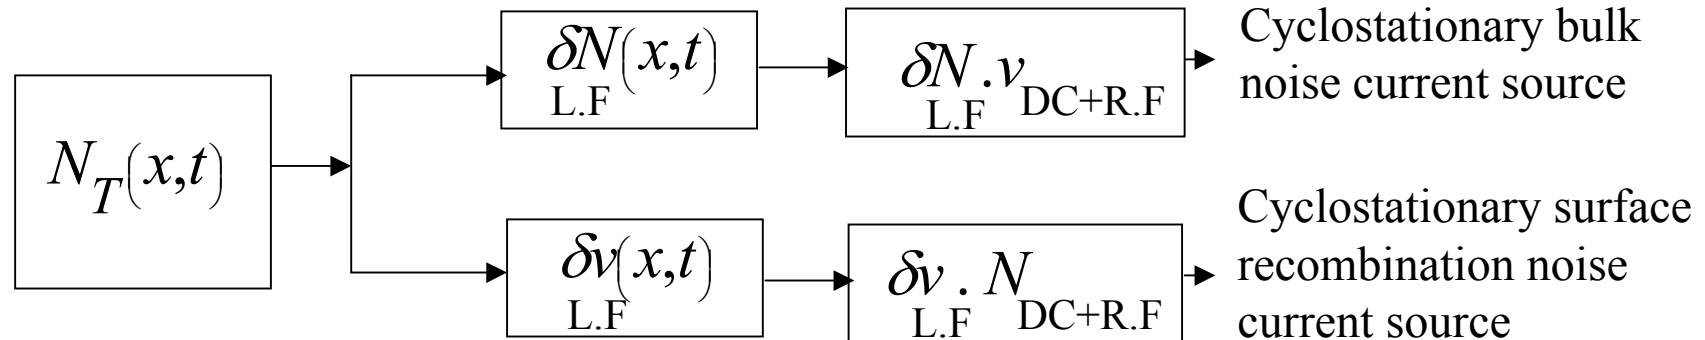 N_T(x,t)
δN(x,t)
L.F
δN.v
L.F DC+R.F
Cyclostationary bulk
noise current source
δv(x,t)
L.F
δv. N
L.F DC+R.F
Cyclostationary surface
recombination noise
current source